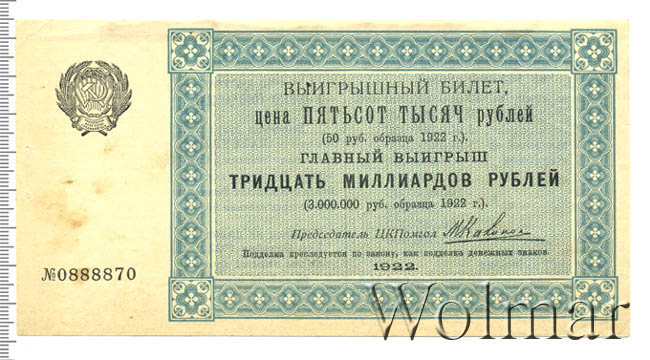 ВЫИГРЫШНЫЙ БИЛЕТ,
цена ПЯТЬСОТ ТЫСЯЧ рублей
(50 руб. образца 1922 г.).
ГЛАВНЫЙ ВЫИГРЫШ
ТРИДЦАТЬ МИЛЛИАРДОВ РУБЛЕЙ
(3.000.000 руб. образца 1922 г.).
Председатель ЦКПомгол
Подделка преследуется по закону, как подделка денежных знаков.
1922.
№0888870
Wolmar